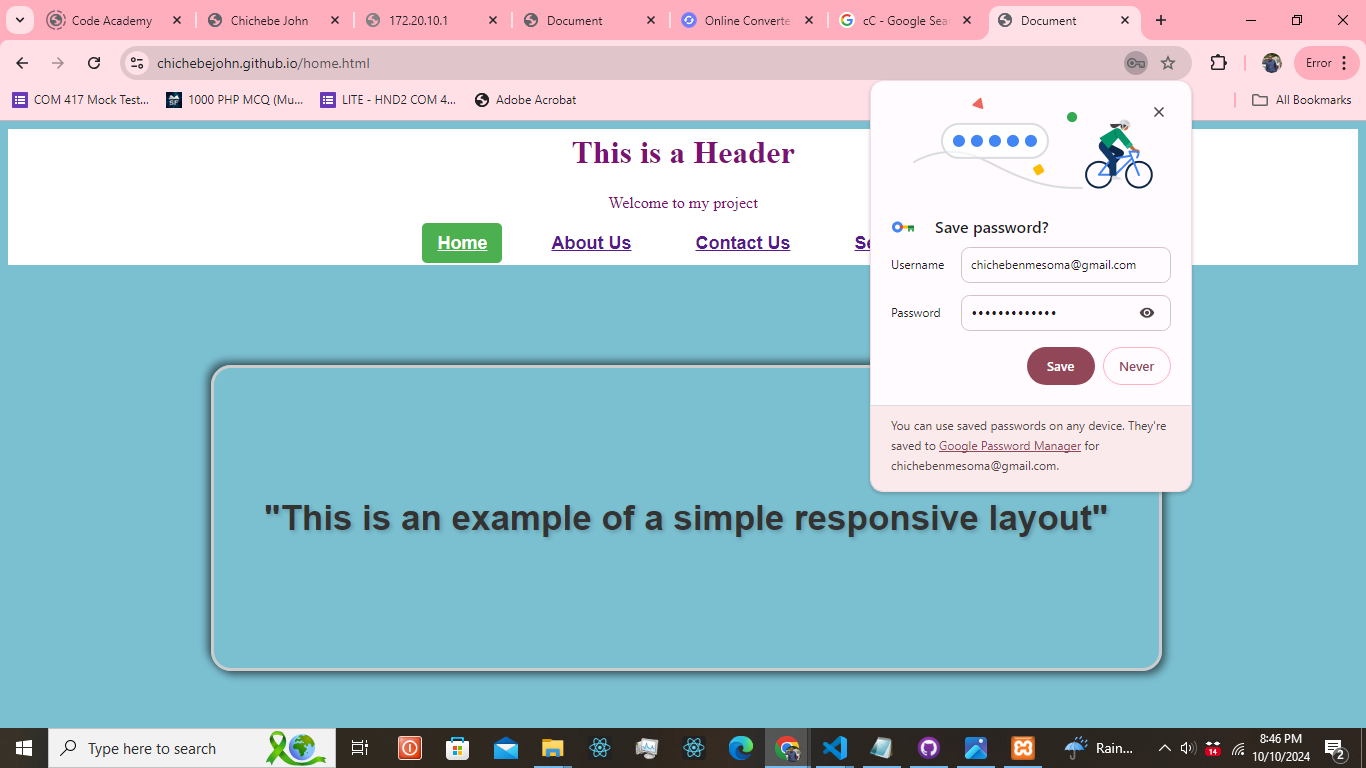 Code Academy
Chichebe John
172.20.10.1
Document
Online Converte
cC - Google Sea
Document
chichebejohn.github.io/home.html
Error
COM 417 Mock Test...
1000 PHP MCQ (Mu...
LITE - HND2 COM 4...
Adobe Acrobat
All Bookmarks
This is a Header
Welcome to my project
Home
About Us
Contact Us
Se
Save password?
Username
chichebenmesoma@gmail.com
Password
•••••••••••••
Save
Never
You can use saved passwords on any device. They're
saved to Google Password Manager for
chichebenmesoma@gmail.com.
"This is an example of a simple responsive layout"
Type here to search
Rain...
14
8:46 PM
10/10/2024
2